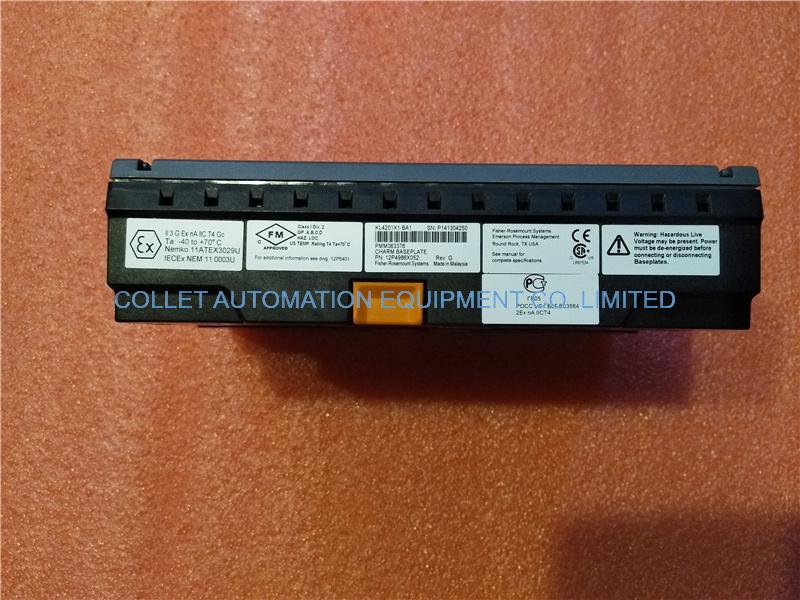 II 3 G Ex nA IIC T4 Gc
Ta: -40 to +70° C
Nemko 11ATEX3029U
IECEx NEM 11.0003U
Ex
FM
C
APPROVED
Class I Div. 2
GP. A,B,C,D
HAZ. LOC.
US TEMP. Rating T4 Ta=70°C
For additional information see dwg. 12P5401
KL4201X1-BA1 SN: P141304250
PMM063376
CHARM BASEPLATE
PN: 12P4986X052 Rev: G
Fisher-Rosemount Systems Made in Malaysia
Fisher-Rosemount Systems
Emerson Process Management
Round Rock, TX USA
See manual for
complete specifications.
CE
C US
LR67534
Warning: Hazardous Live
Voltage may be present. Power
must be de-energized before
connecting or disconnecting
Baseplates.
2Ex nA IICT4
COLLET AUTOMATION EQUIPMENT CO. LIMITED